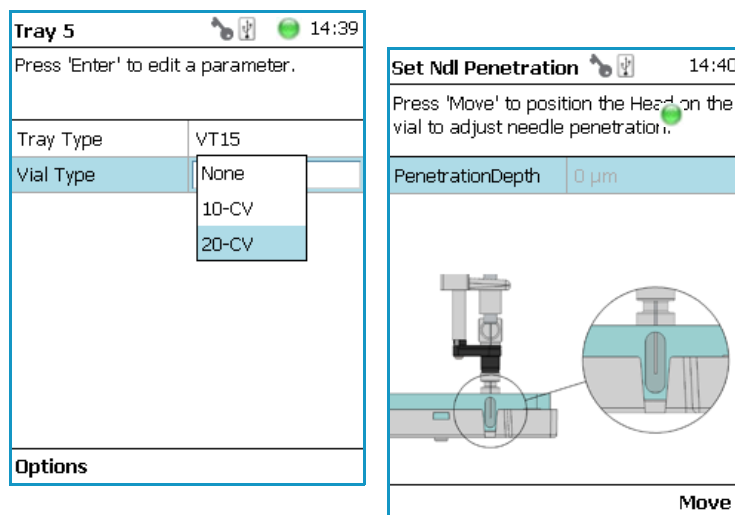 Tray 5 14:39
Press 'Enter' to edit a parameter.
Tray Type VT15
Vial Type
None
10-CV
20-CV
Options
Set Ndl Penetration 14:40
Press 'Move' to position the Head on the
vial to adjust needle penetration.
PenetrationDepth 0 µm
Move